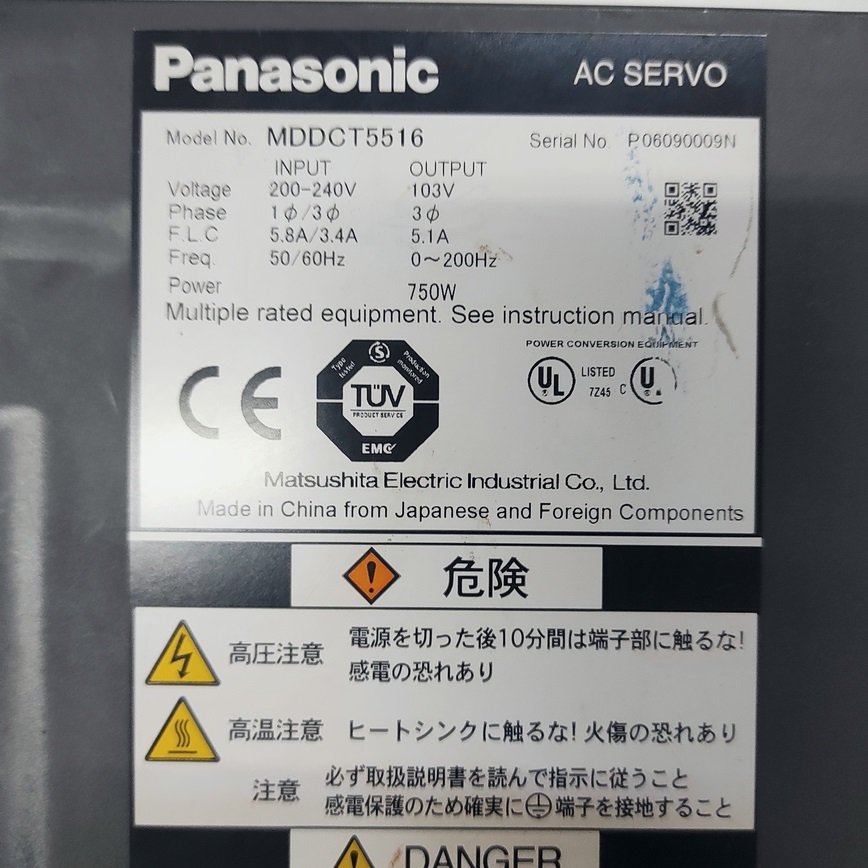 Panasonic AC SERVO
Model No. MDDCT5516 Serial No. P06090009N
INPUT OUTPUT
Voltage 200-240V 103V
Phase 1φ/3φ 3φ
F.L.C 5.8A/3.4A 5.1A
Freq. 50/60Hz 0～200Hz
Power 750W
Multiple rated equipment. See instruction manual.
POWER CONVERSION EQUIPMENT
CE
Type tested
S
Production monitored
TÜV
PRODUCT SERVICE
EMC
UL LISTED 7Z45 C U
Matsushita Electric Industrial Co., Ltd.
Made in China from Japanese and Foreign Components
危険
高圧注意 電源を切った後10分間は端子部に触るな!
感電の恐れあり
高温注意 ヒートシンクに触るな! 火傷の恐れあり
注意 必ず取扱説明書を読んで指示に従うこと
感電保護のため確実に⏚端子を接地すること
DANGER